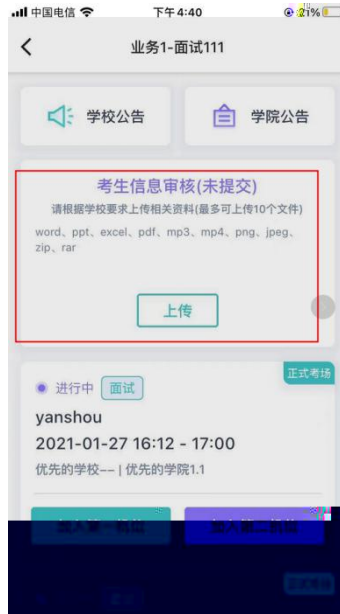 中国电信 下午4:40 21%
业务1-面试111
学校公告 学院公告
考生信息审核(未提交)
请根据学校要求上传相关资料(最多可上传10个文件)
word、ppt、excel、pdf、mp3、mp4、png、jpeg、
zip、rar
上传
正式考场
进行中 面试
yanshou
2021-01-27 16:12 - 17:00
优先的学校–– | 优先的学院1.1